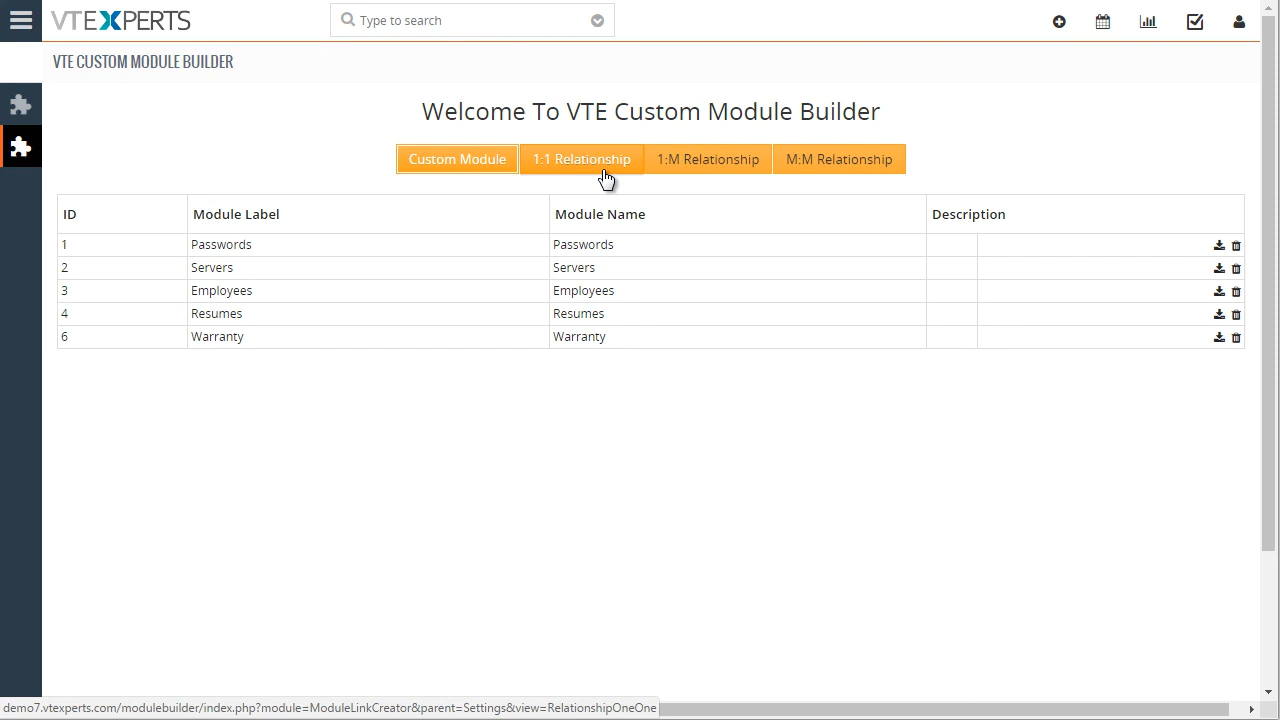 VTEXPERTS
Type to search
VTE CUSTOM MODULE BUILDER
Welcome To VTE Custom Module Builder
Custom Module 1:1 Relationship 1:M Relationship M:M Relationship
ID Module Label Module Name Description
1 Passwords Passwords
2 Servers Servers
3 Employees Employees
4 Resumes Resumes
6 Warranty Warranty
demo7.vtexperts.com/modulebuilder/index.php?module=ModuleLinkCreator&parent=Settings&view=RelationshipOneOne